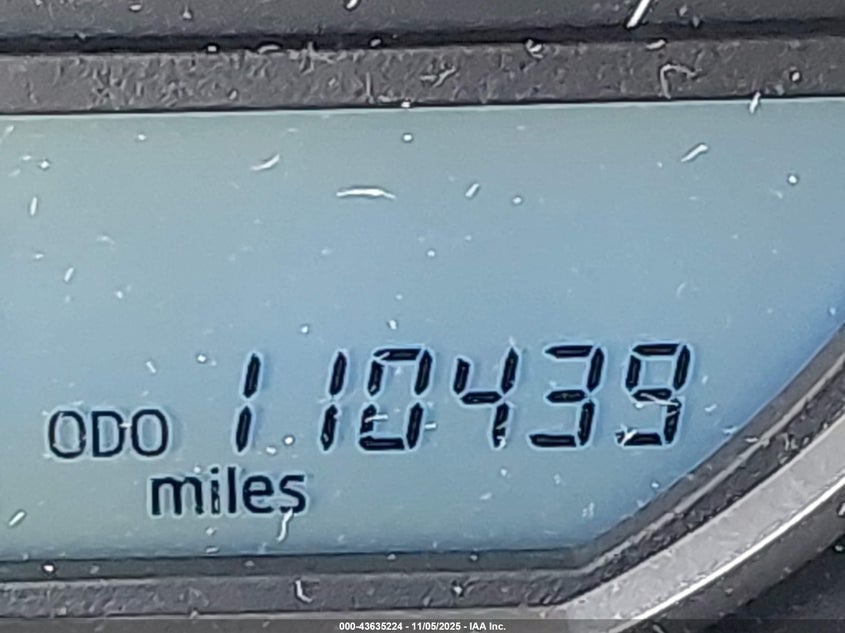 ODO 110439
miles
000-43635224 - 11/05/2025 - IAA Inc.